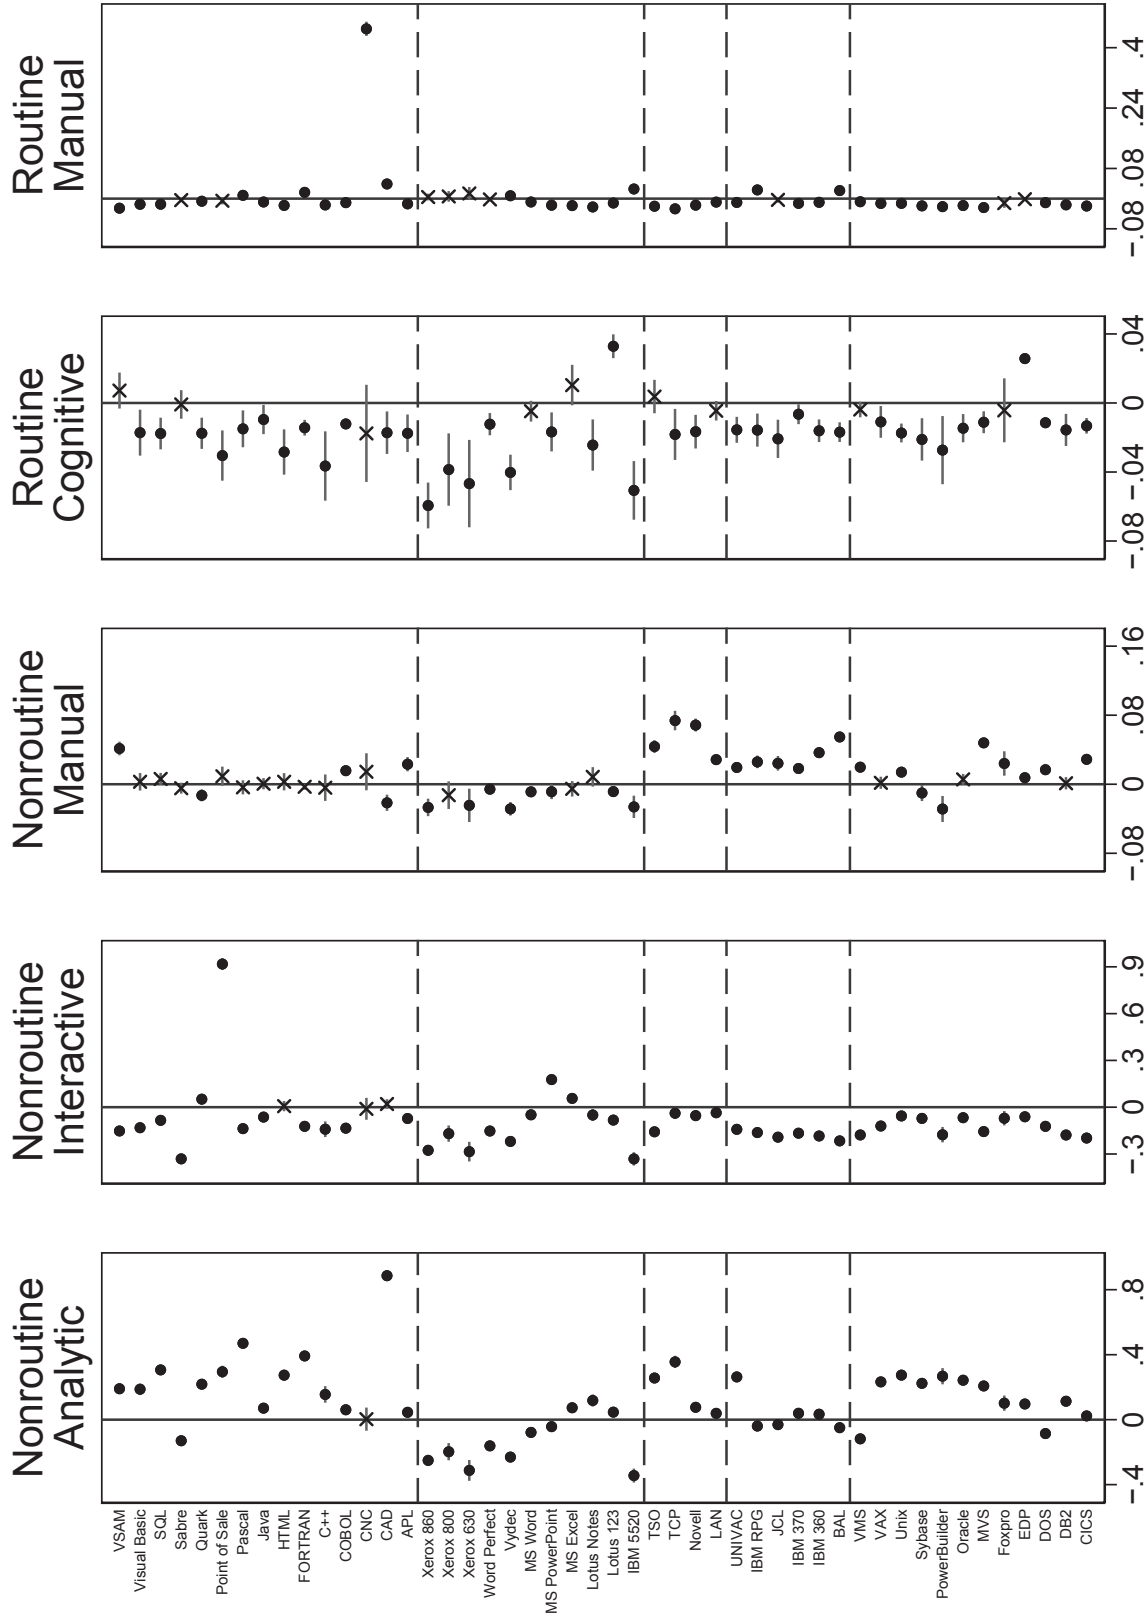 Nonroutine
Analytic
Nonroutine
Interactive
Nonroutine
Manual
Routine
Cognitive
Routine
Manual
VSAM
Visual Basic
SQL
Sabre
Quark
Point of Sale
Pascal
Java
HTML
FORTRAN
C++
COBOL
CNC
CAD
APL
Xerox 860
Xerox 800
Xerox 630
Word Perfect
Vydec
MS Word
MS PowerPoint
MS Excel
Lotus Notes
Lotus 123
IBM 5520
TSO
TCP
Novell
LAN
UNIVAC
IBM RPG
JCL
IBM 370
IBM 360
BAL
VMS
VAX
Unix
Sybase
PowerBuilder
Oracle
MVS
Foxpro
EDP
DOS
DB2
CICS
−.4 0 .4 .8
−.3 0 .3 .6 .9
−.08 0 .08 .16
−.08 −.04 0 .04
−.08 .08 .24 .4